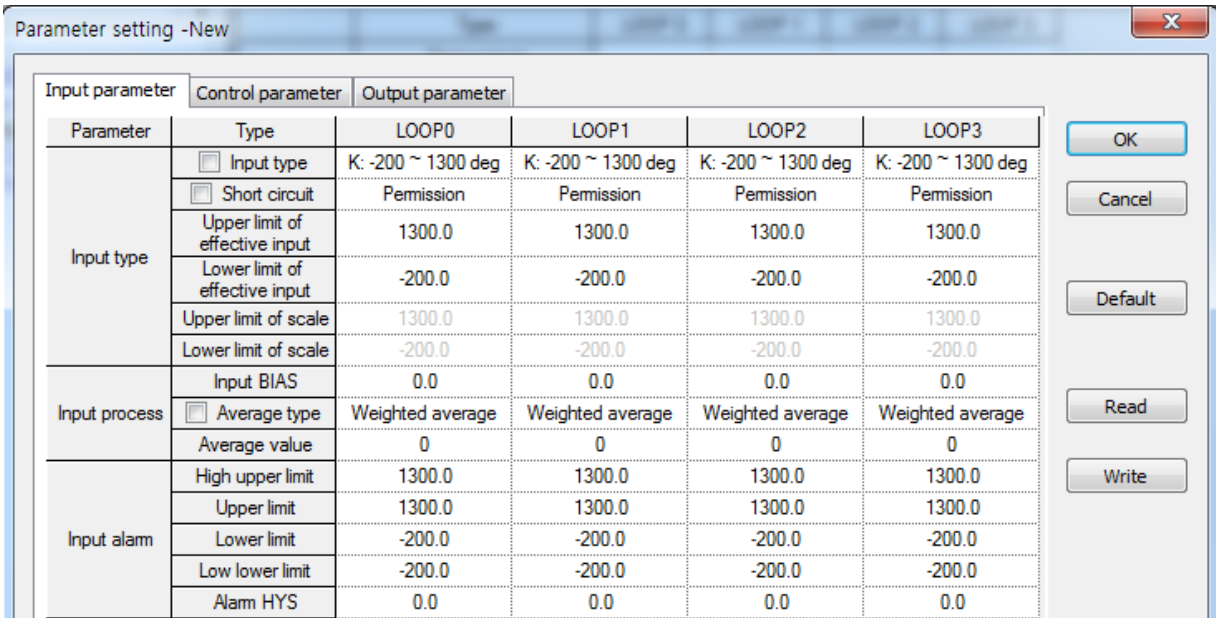 Parameter setting -New
Input parameter Control parameter Output parameter
Parameter Type LOOP0 LOOP1 LOOP2 LOOP3
Input type
Input type K: -200 ~ 1300 deg K: -200 ~ 1300 deg K: -200 ~ 1300 deg K: -200 ~ 1300 deg
Short circuit Permission Permission Permission Permission
Upper limit of
effective input 1300.0 1300.0 1300.0 1300.0
Lower limit of
effective input -200.0 -200.0 -200.0 -200.0
Upper limit of scale 1300.0 1300.0 1300.0 1300.0
Lower limit of scale -200.0 -200.0 -200.0 -200.0
Input process
Input BIAS 0.0 0.0 0.0 0.0
Average type Weighted average Weighted average Weighted average Weighted average
Average value 0 0 0 0
Input alarm
High upper limit 1300.0 1300.0 1300.0 1300.0
Upper limit 1300.0 1300.0 1300.0 1300.0
Lower limit -200.0 -200.0 -200.0 -200.0
Low lower limit -200.0 -200.0 -200.0 -200.0
Alarm HYS 0.0 0.0 0.0 0.0
OK
Cancel
Default
Read
Write